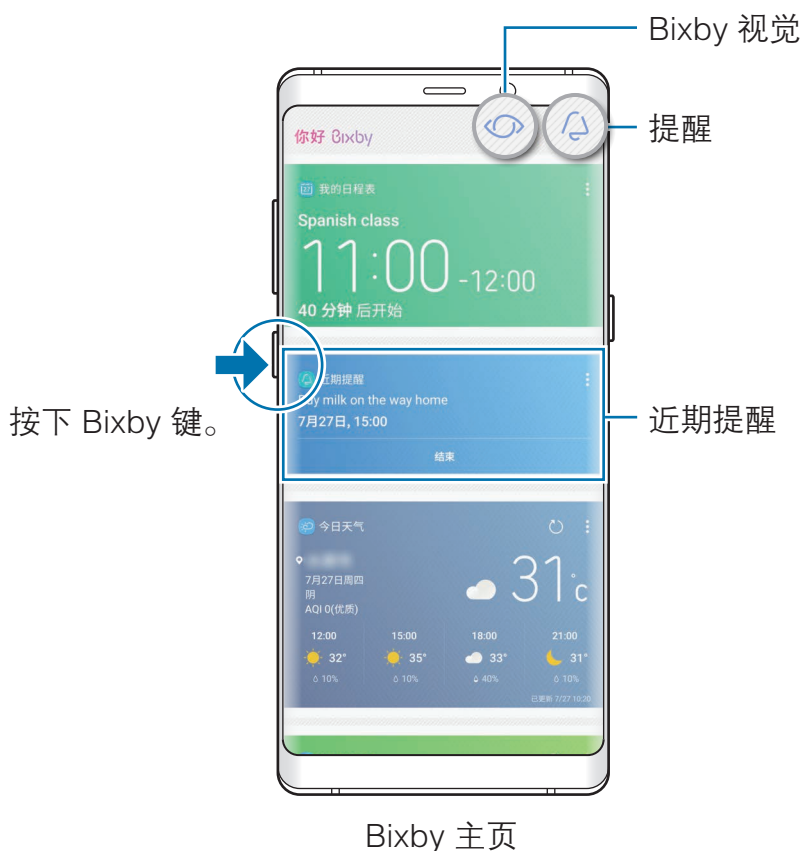 Bixby 视觉
提醒
你好 Bixby
我的日程表
Spanish class
11:00 -12:00
40 分钟 后开始
近期提醒
Buy milk on the way home
7月27日, 15:00
结束
按下 Bixby 键。
近期提醒
今日天气
7月27日周四
阴
AQI 0(优质)
31°c
12:00 15:00 18:00 21:00
32° 35° 33° 31°
10% 10% 40% 10%
已更新 7/27 10:20
Bixby 主页